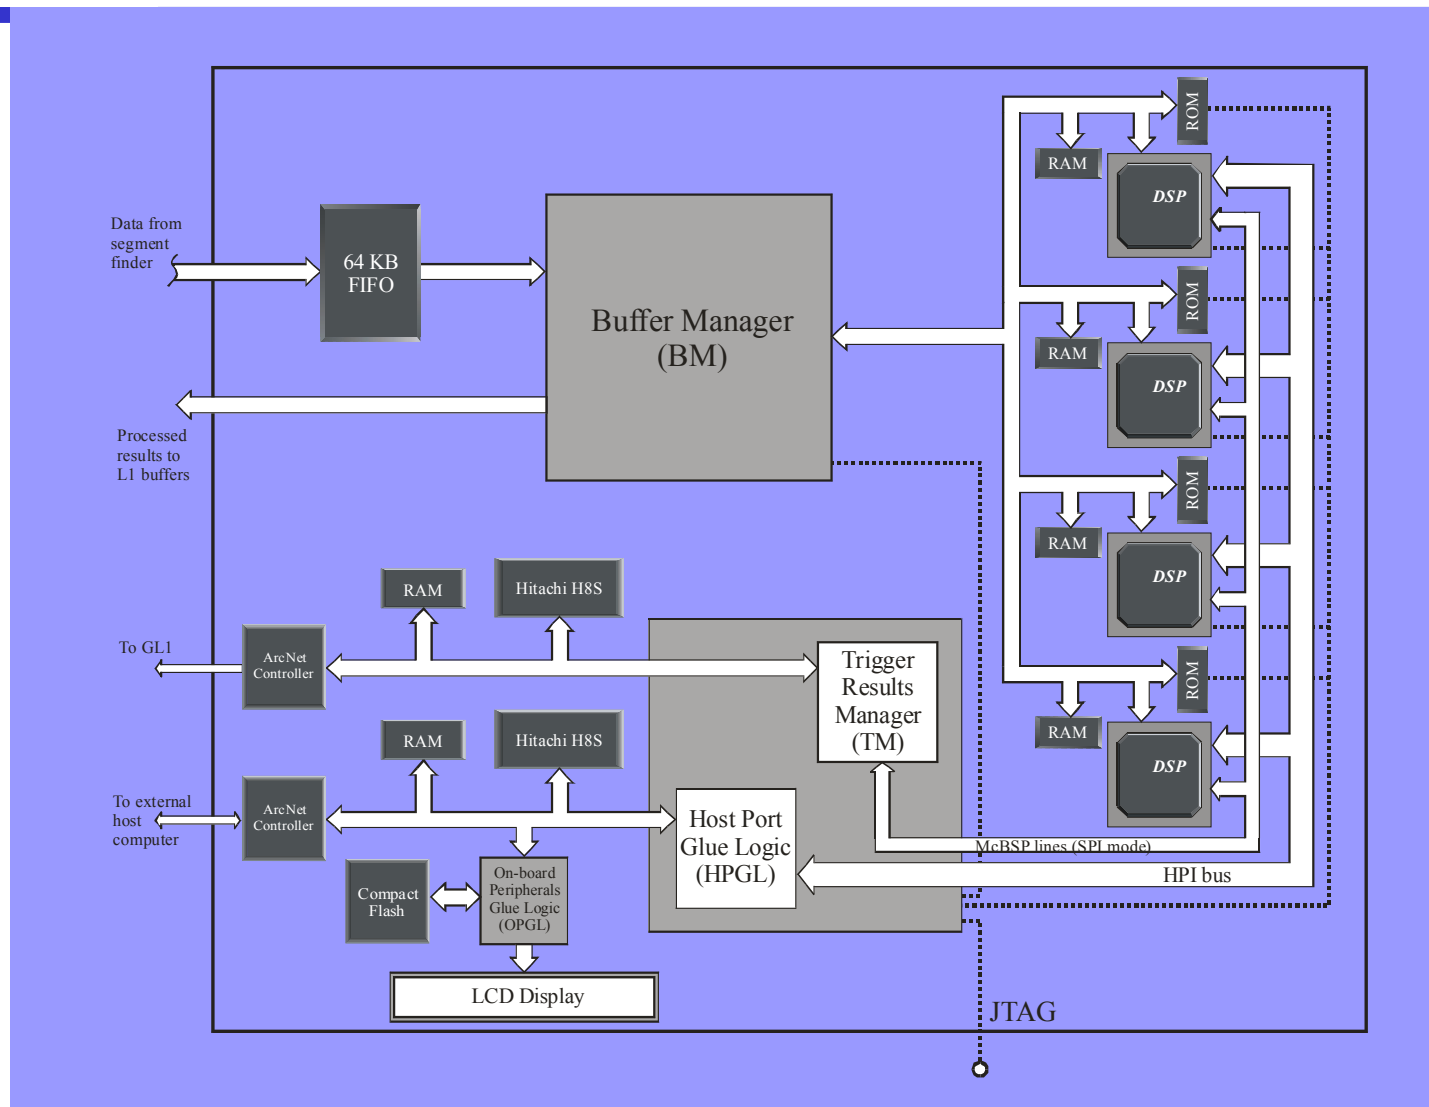 Data from
segment
finder
64 KB
FIFO
Buffer Manager
(BM)
Processed
results to
L1 buffers
ROM
RAM
DSP
ROM
RAM
DSP
ROM
RAM
DSP
ROM
RAM
DSP
RAM
Hitachi H8S
To GL1
ArcNet
Controller
Trigger
Results
Manager
(TM)
RAM
Hitachi H8S
To external
host
computer
ArcNet
Controller
Host Port
Glue Logic
(HPGL)
McBSP lines (SPI mode)
HPI bus
Compact
Flash
On-board
Peripherals
Glue Logic
(OPGL)
LCD Display
JTAG